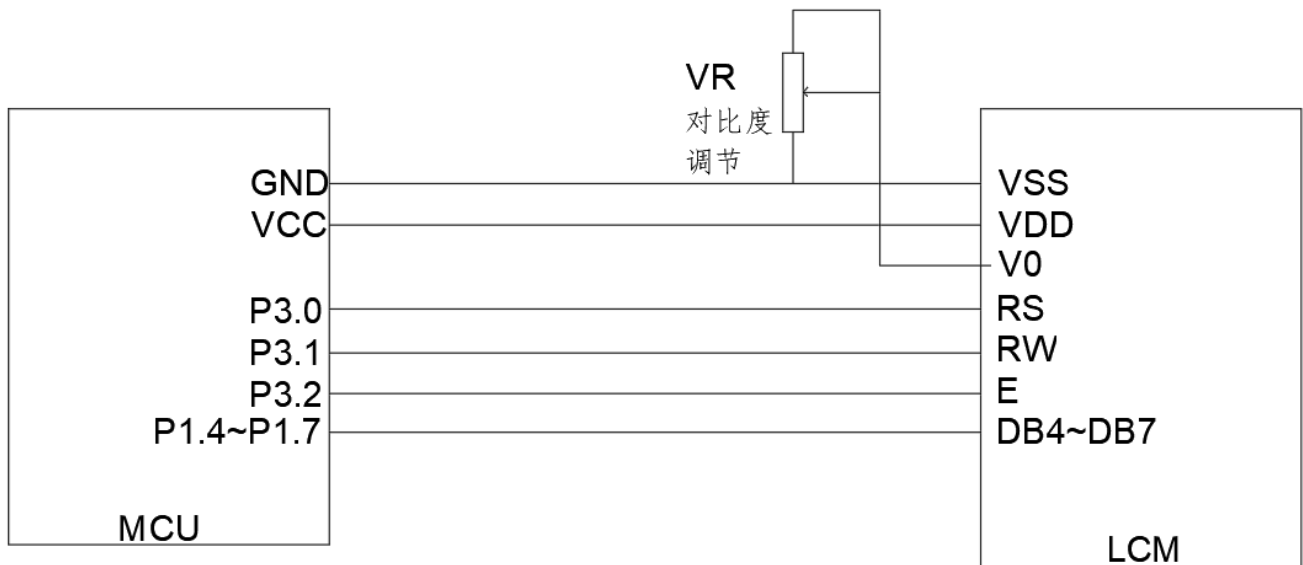 VR
对比度
调节
GND
VCC
P3.0
P3.1
P3.2
P1.4~P1.7
MCU
VSS
VDD
V0
RS
RW
E
DB4~DB7
LCM